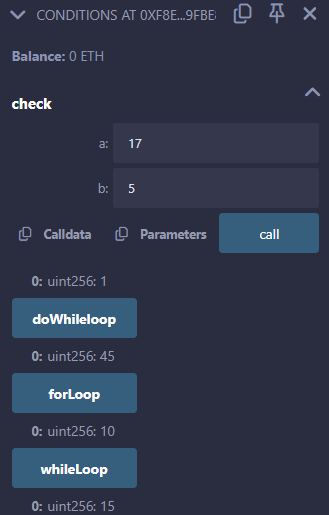 CONDITIONS AT 0XF8E...9FBE
Balance: 0 ETH
check
a: 17
b: 5
Calldata Parameters call
0: uint256: 1
doWhileloop
0: uint256: 45
forLoop
0: uint256: 10
whileLoop
0: uint256: 15